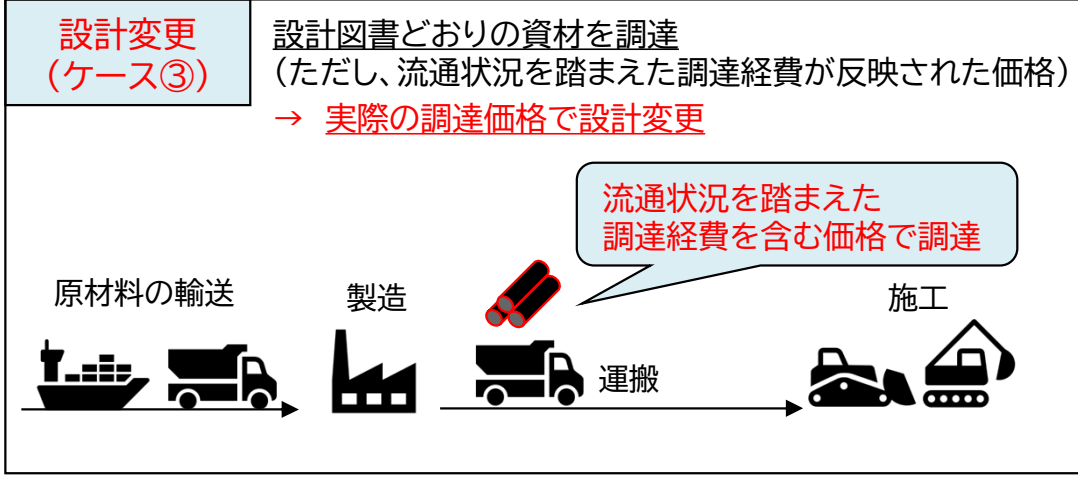 設計変更
（ケース③）
設計図書どおりの資材を調達
（ただし、流通状況を踏まえた調達経費が反映された価格）
→ 実際の調達価格で設計変更
流通状況を踏まえた
調達経費を含む価格で調達
原材料の輸送
製造
施工
運搬